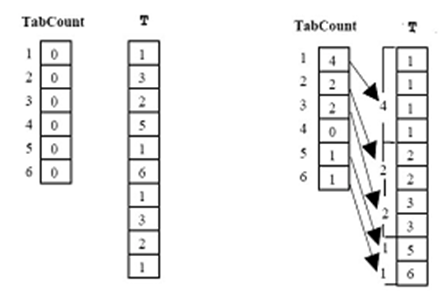 TabCount T
1 0 1
2 0 3
3 0 2
4 0 5
5 0 1
6 0 6
1
3
2
1
TabCount T
1 4 1
2 2 1
3 2 4 1
4 0 1
5 1 2
6 1 2 2
3
2 3
1 5
1 6